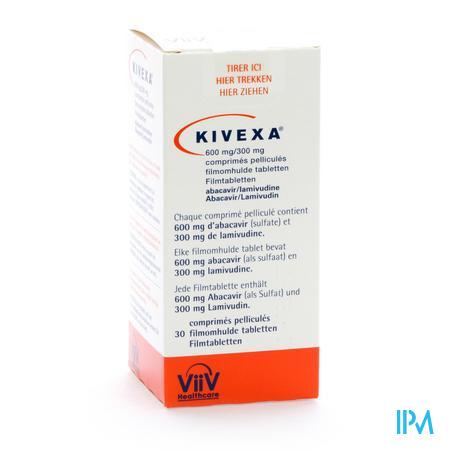 TIRER ICI
HIER TREKKEN
HIER ZIEHEN
KIVEXA®
600 mg/300 mg
comprimés pelliculés
filmomhulde tabletten
Filmtabletten
abacavir/lamivudine
Abacavir/Lamivudin
Chaque comprimé pelliculé contient
600 mg d'abacavir (sulfate) et
300 mg de lamivudine.
Elke filmomhulde tablet bevat
600 mg abacavir (als sulfaat) en
300 mg lamivudine.
Jede Filmtablette enthält
600 mg Abacavir (als Sulfat) und
300 mg Lamivudin.
comprimés pelliculés
30 filmomhulde tabletten
Filmtabletten
ViiV
Healthcare
KIVEXA
IPM